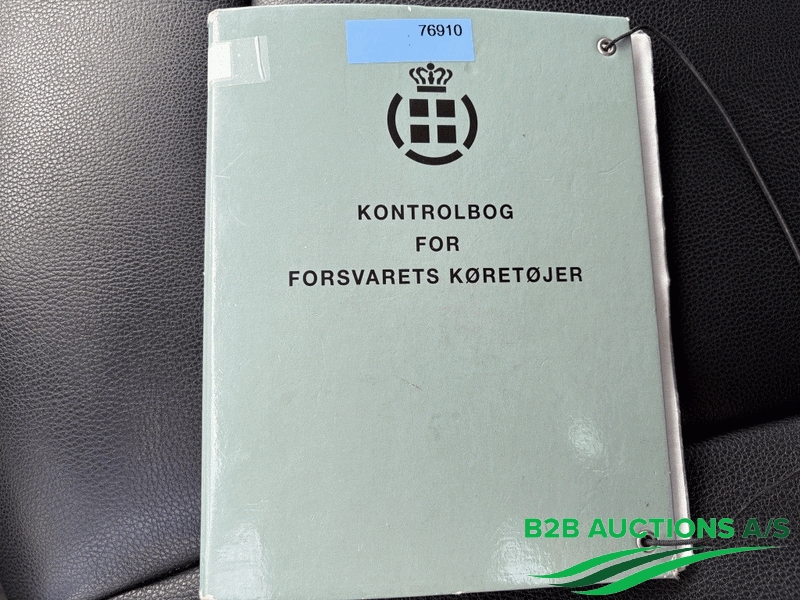 76910
KONTROLBOG
FOR
FORSVARETS KØRETØJER
B2B AUCTIONS A/S